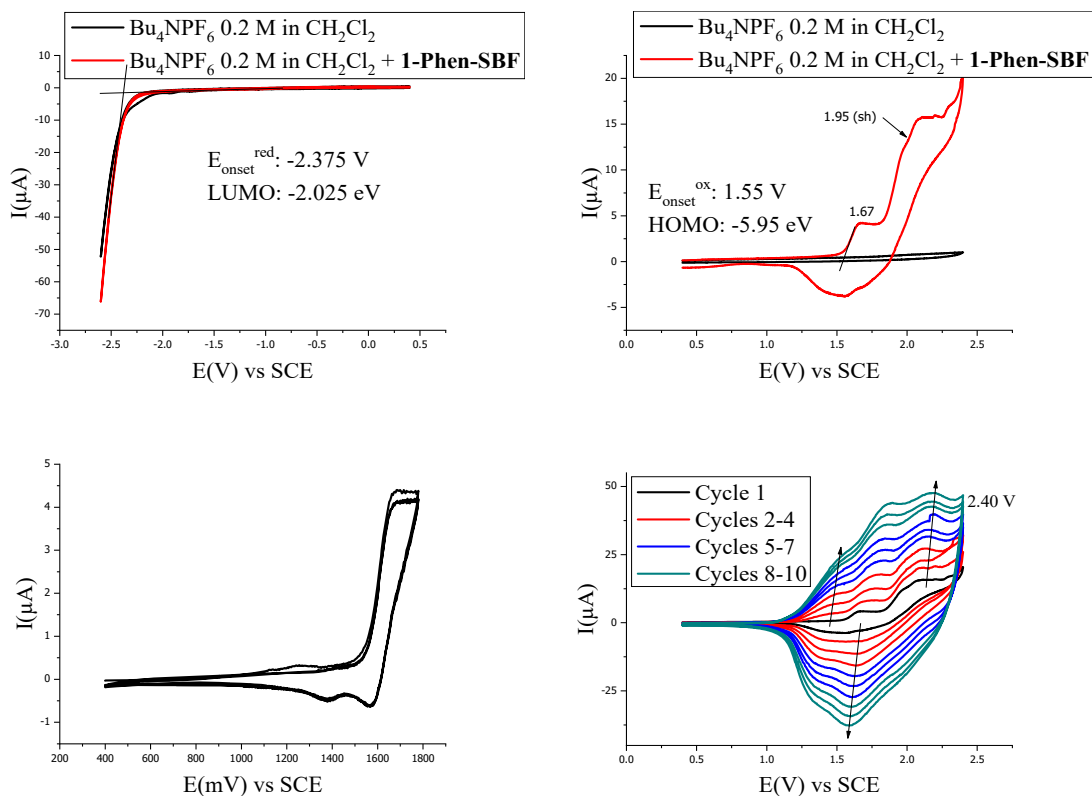 Bu4NPF6 0.2 M in CH2Cl2
Bu4NPF6 0.2 M in CH2Cl2 + 1-Phen-SBF
10
0
-10
-20
-30
-40
-50
-60
-70
I(µA)
Eonset red: -2.375 V
LUMO: -2.025 eV
-3.0 -2.5 -2.0 -1.5 -1.0 -0.5 0.0 0.5
E(V) vs SCE
Bu4NPF6 0.2 M in CH2Cl2
Bu4NPF6 0.2 M in CH2Cl2 + 1-Phen-SBF
25
20
15
10
5
0
-5
I(µA)
1.95 (sh)
Eonset ox: 1.55 V
HOMO: -5.95 eV
1.67
0.0 0.5 1.0 1.5 2.0 2.5
E(V) vs SCE
5
4
3
2
1
0
-1
I(µA)
200 400 600 800 1000 1200 1400 1600 1800
E(mV) vs SCE
Cycle 1
Cycles 2-4
Cycles 5-7
Cycles 8-10
50
25
0
-25
I(µA)
2.40 V
0.0 0.5 1.0 1.5 2.0 2.5
E(V) vs SCE